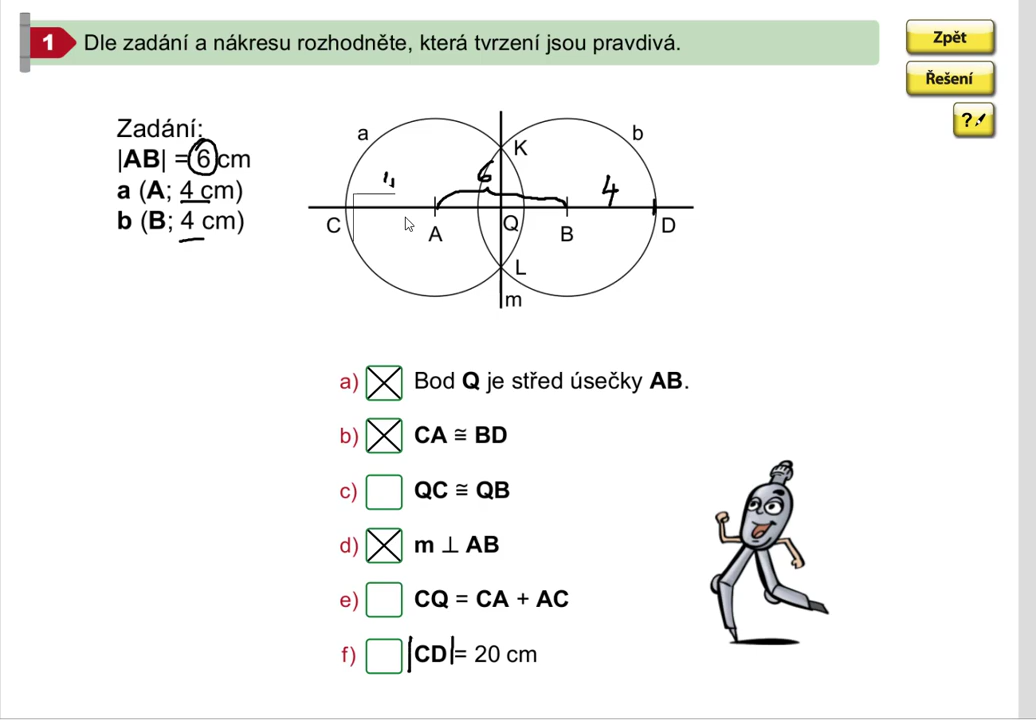 1 Dle zadání a nákresu rozhodněte, která tvrzení jsou pravdivá.
Zpět
Řešení
?
Zadání:
|AB| = 6 cm
a (A; 4 cm)
b (B; 4 cm)
a
b
K
4
6
4
C
A
Q
B
D
L
m
a) Bod Q je střed úsečky AB.
b) CA ≅ BD
c) QC ≅ QB
d) m ⊥ AB
e) CQ = CA + AC
f) |CD| = 20 cm